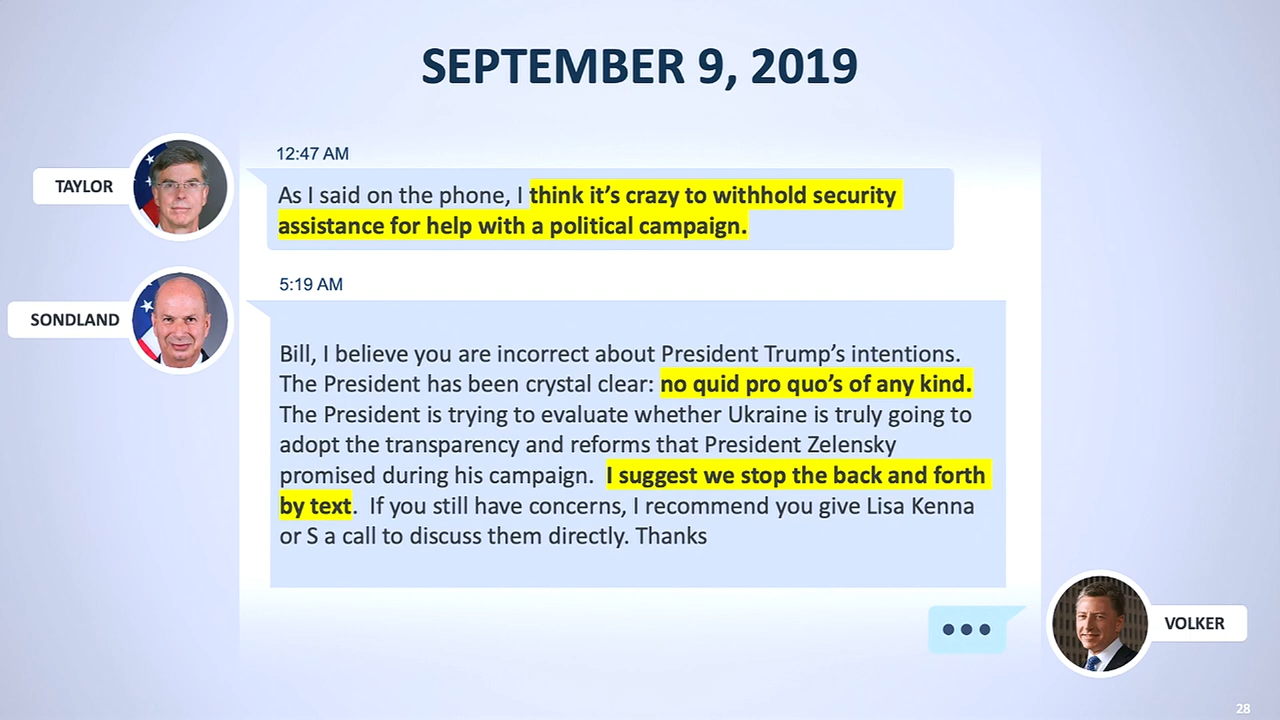 SEPTEMBER 9, 2019
12:47 AM
TAYLOR
As I said on the phone, I think it’s crazy to withhold security
assistance for help with a political campaign.
5:19 AM
SONDLAND
Bill, I believe you are incorrect about President Trump’s intentions.
The President has been crystal clear: no quid pro quo’s of any kind.
The President is trying to evaluate whether Ukraine is truly going to
adopt the transparency and reforms that President Zelensky
promised during his campaign. I suggest we stop the back and forth
by text. If you still have concerns, I recommend you give Lisa Kenna
or S a call to discuss them directly. Thanks
VOLKER
28